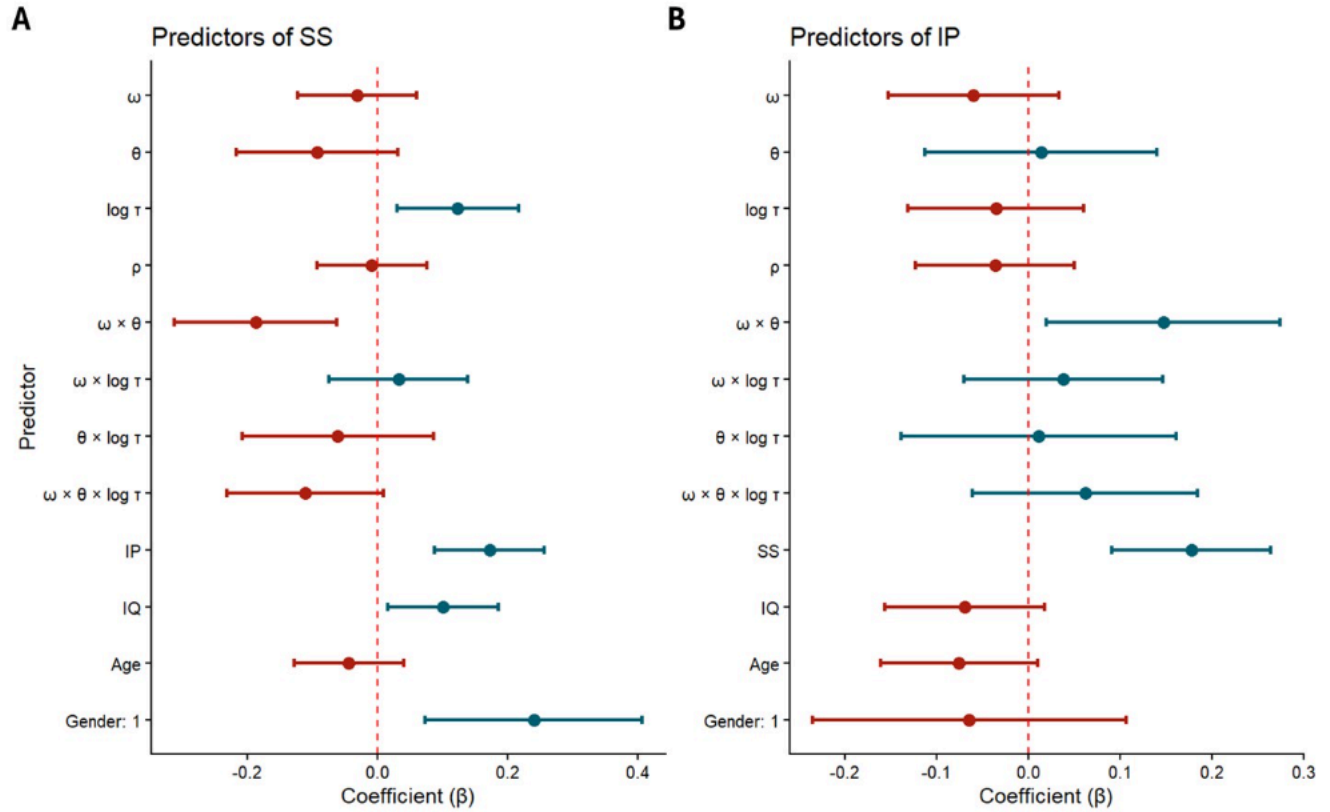 A
Predictors of SS
Predictor
ω
θ
log τ
ρ
ω × θ
ω × log τ
θ × log τ
ω × θ × log τ
IP
IQ
Age
Gender: 1
-0.2 0.0 0.2 0.4
Coefficient (β)
B
Predictors of IP
ω
θ
log τ
ρ
ω × θ
ω × log τ
θ × log τ
ω × θ × log τ
SS
IQ
Age
Gender: 1
-0.2 -0.1 0.0 0.1 0.2 0.3
Coefficient (β)